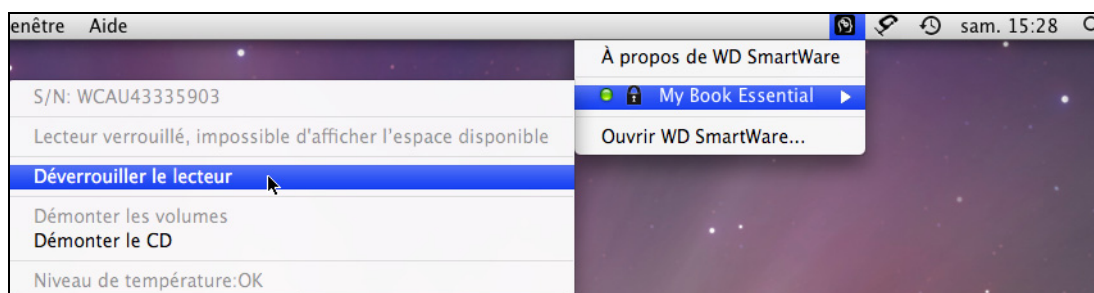 enêtre Aide sam. 15:28
À propos de WD SmartWare
My Book Essential
Ouvrir WD SmartWare...
S/N: WCAU43335903
Lecteur verrouillé, impossible d'afficher l'espace disponible
Déverrouiller le lecteur
Démonter les volumes
Démonter le CD
Niveau de température:OK